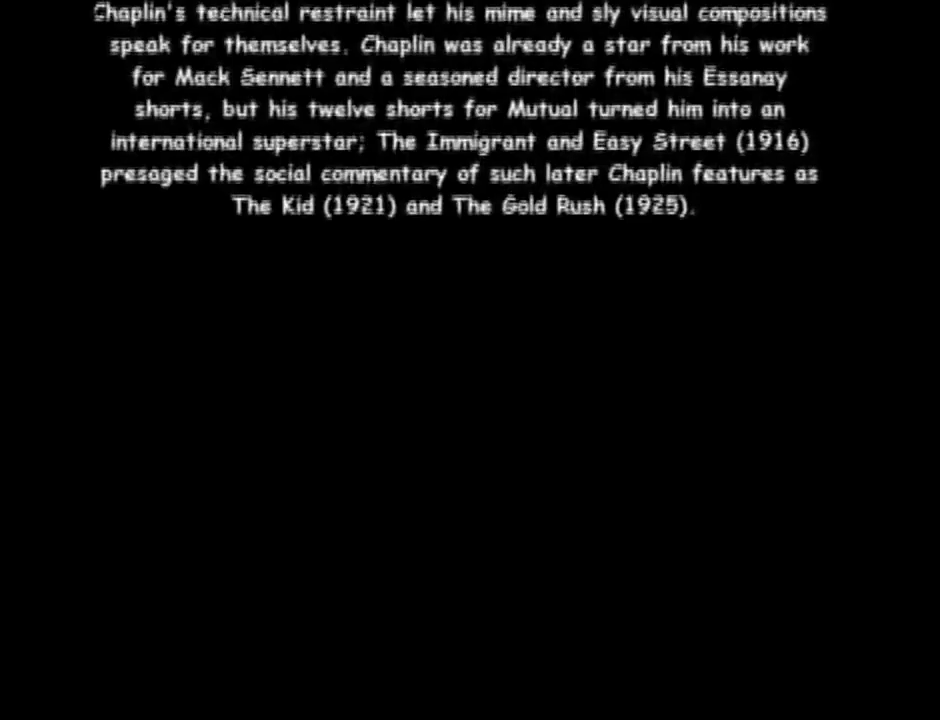 Chaplin's technical restraint let his mime and sly visual compositions
speak for themselves. Chaplin was already a star from his work
for Mack Sennett and a seasoned director from his Essanay
shorts, but his twelve shorts for Mutual turned him into an
international superstar; The Immigrant and Easy Street (1916)
presaged the social commentary of such later Chaplin features as
The Kid (1921) and The Gold Rush (1925).